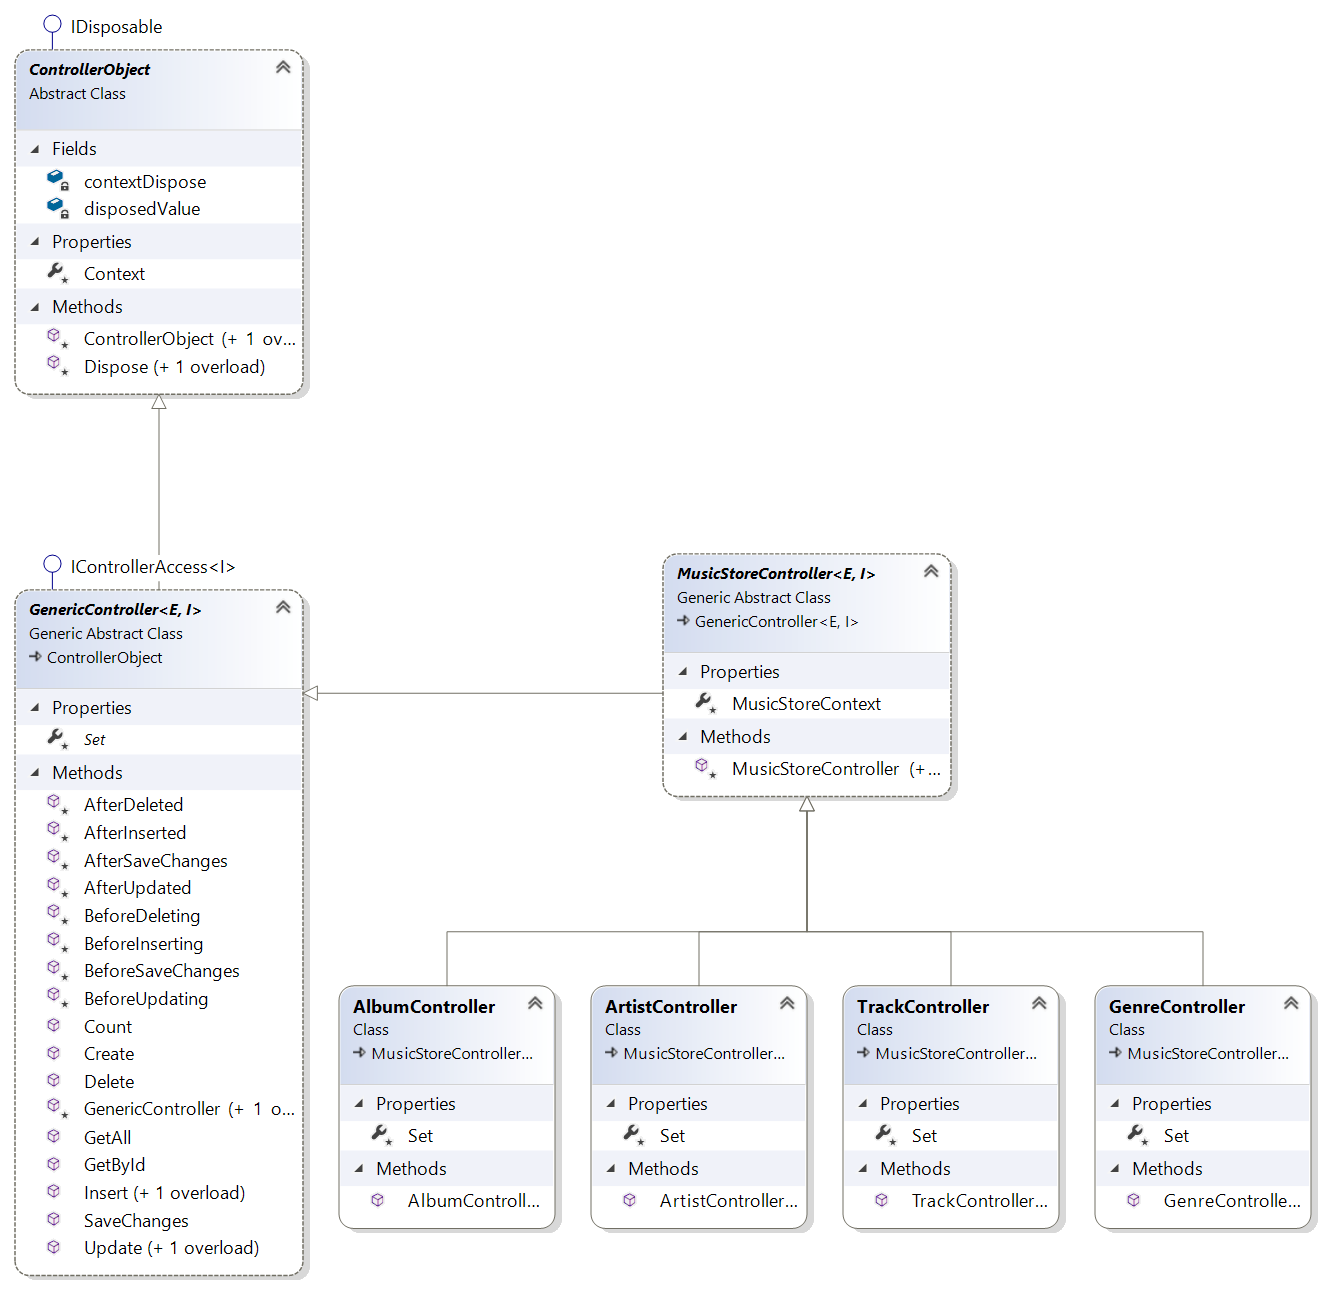 IDisposable
ControllerObject
Abstract Class
Fields
contextDispose
disposedValue
Properties
Context
Methods
ControllerObject (+ 1 ov...
Dispose (+ 1 overload)
IControllerAccess<I>
GenericController<E, I>
Generic Abstract Class
ControllerObject
Properties
Set
Methods
AfterDeleted
AfterInserted
AfterSaveChanges
AfterUpdated
BeforeDeleting
BeforeInserting
BeforeSaveChanges
BeforeUpdating
Count
Create
Delete
GenericController (+ 1 o...
GetAll
GetById
Insert (+ 1 overload)
SaveChanges
Update (+ 1 overload)
MusicStoreController<E, I>
Generic Abstract Class
GenericController<E, I>
Properties
MusicStoreContext
Methods
MusicStoreController (+...
AlbumController
Class
MusicStoreController...
Properties
Set
Methods
AlbumControll...
ArtistController
Class
MusicStoreController...
Properties
Set
Methods
ArtistController...
TrackController
Class
MusicStoreController...
Properties
Set
Methods
TrackController...
GenreController
Class
MusicStoreController...
Properties
Set
Methods
GenreControlle...